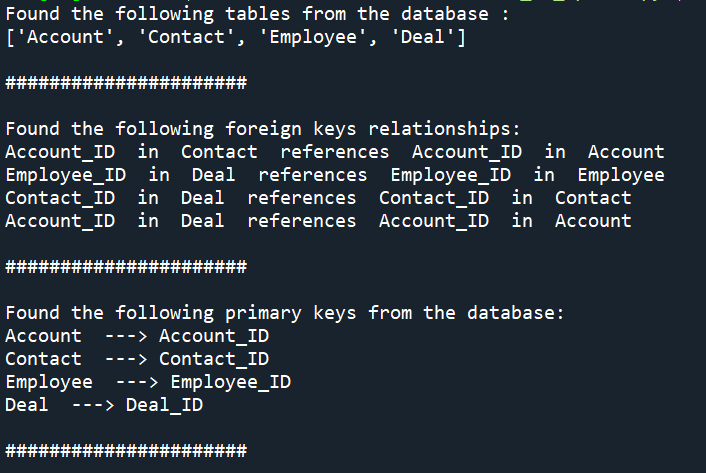 Found the following tables from the database :
['Account', 'Contact', 'Employee', 'Deal']
######################
Found the following foreign keys relationships:
Account_ID  in  Contact  references  Account_ID  in  Account
Employee_ID  in  Deal  references  Employee_ID  in  Employee
Contact_ID  in  Deal  references  Contact_ID  in  Contact
Account_ID  in  Deal  references  Account_ID  in  Account
######################
Found the following primary keys from the database:
Account  ---> Account_ID
Contact  ---> Contact_ID
Employee  ---> Employee_ID
Deal  ---> Deal_ID
######################